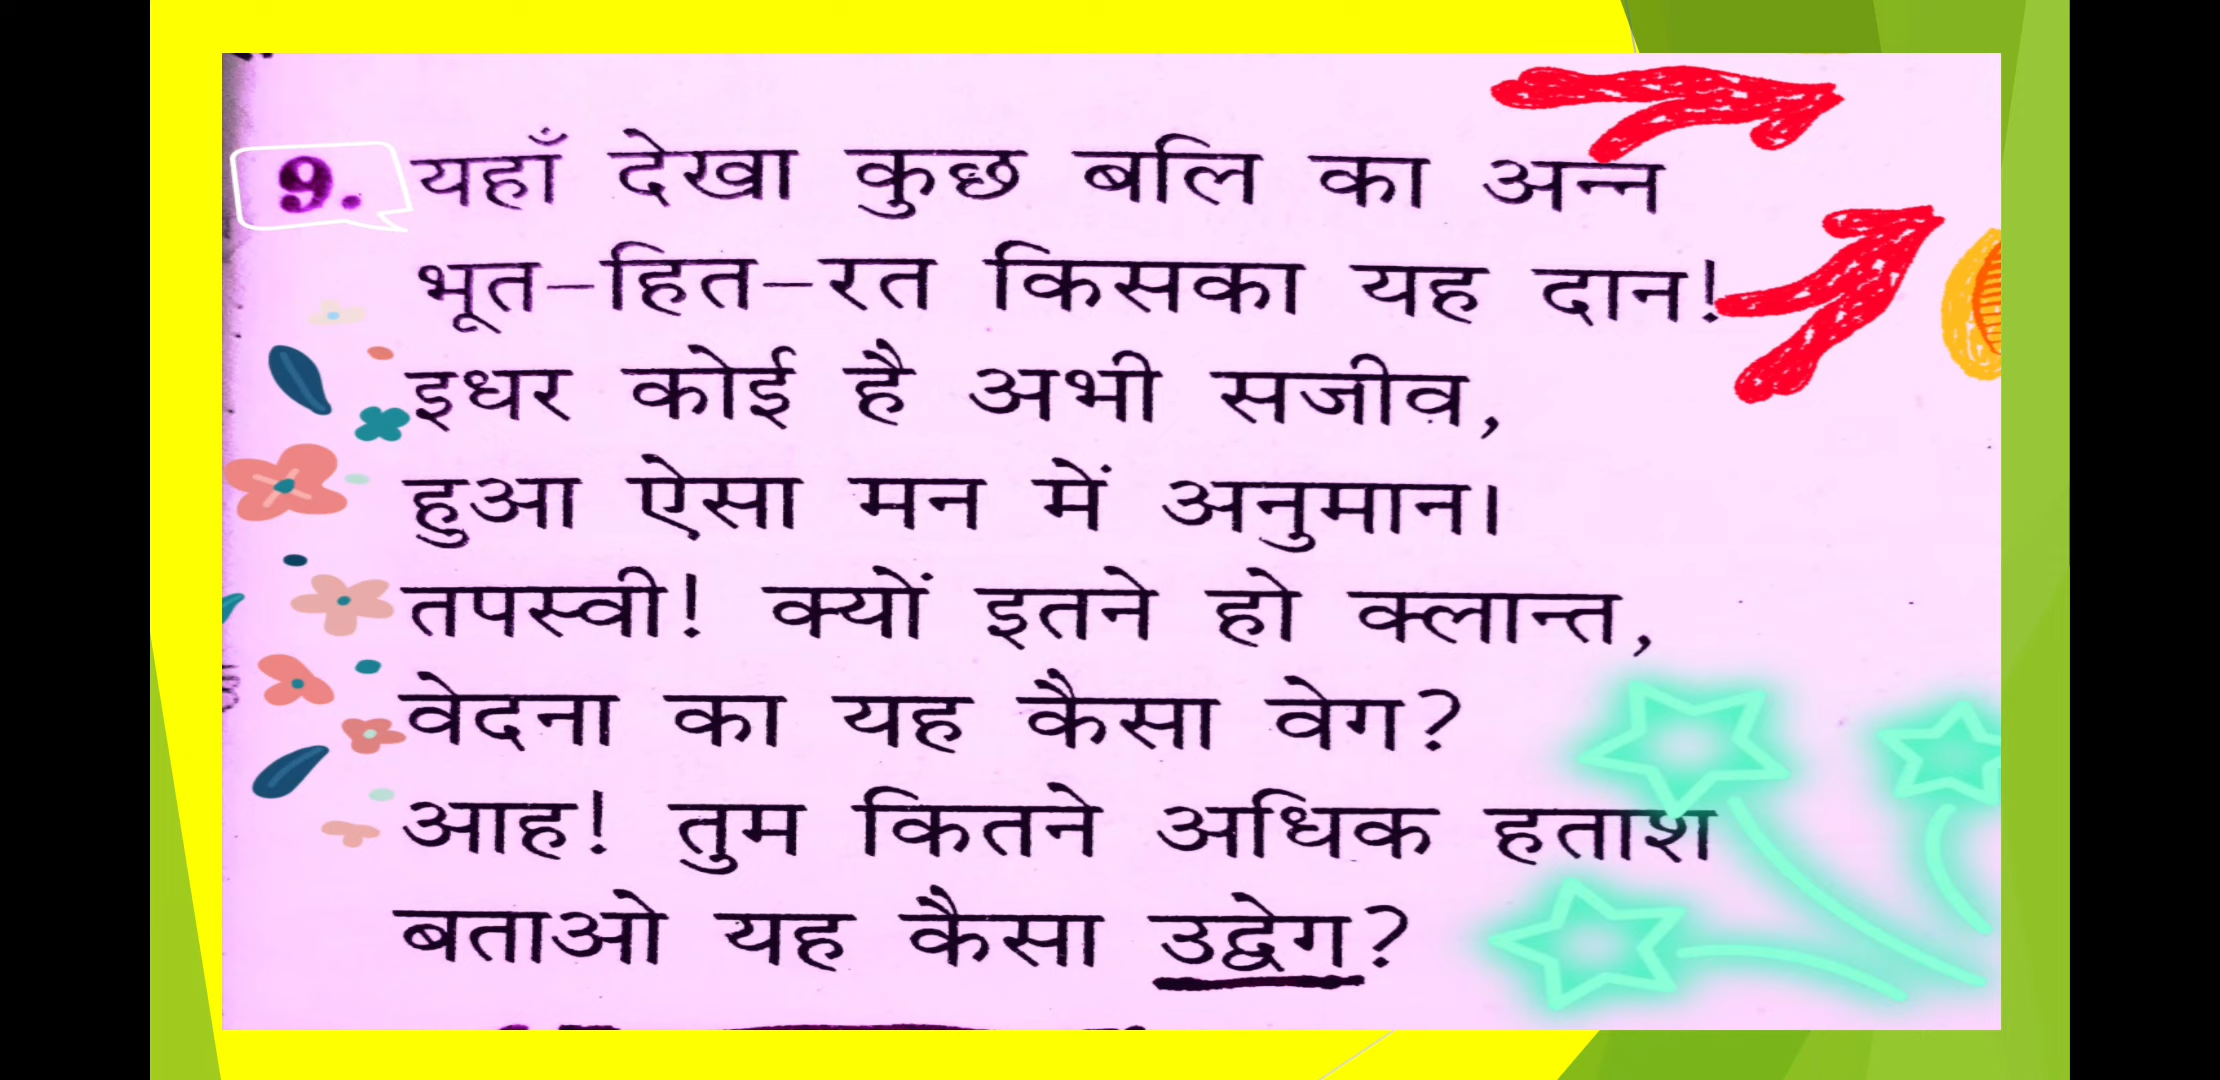 9. यहाँ देखा कुछ बलि का अन्न
भूत-हित-रत किसका यह दान!
इधर कोई है अभी सजीव,
हुआ ऐसा मन में अनुमान।
तपस्वी! क्यों इतने हो क्लान्त,
वेदना का यह कैसा वेग?
आह! तुम कितने अधिक हताश
बताओ यह कैसा उद्वेग?